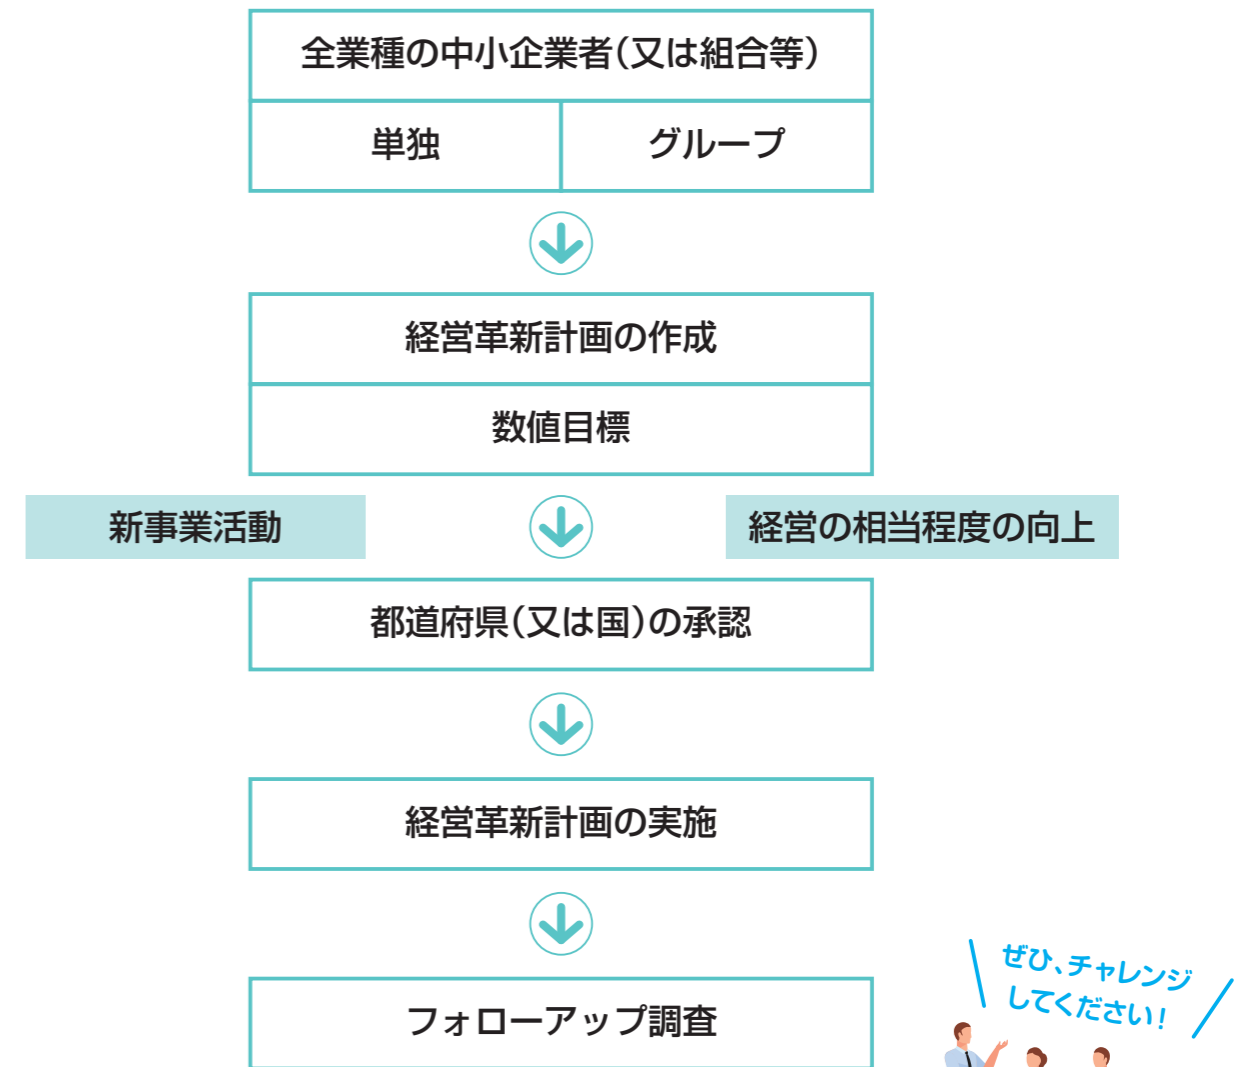 全業種の中小企業者(又は組合等)
単独
グループ
経営革新計画の作成
数値目標
新事業活動
経営の相当程度の向上
都道府県(又は国)の承認
経営革新計画の実施
フォローアップ調査
ぜひ、チャレンジ
してください!